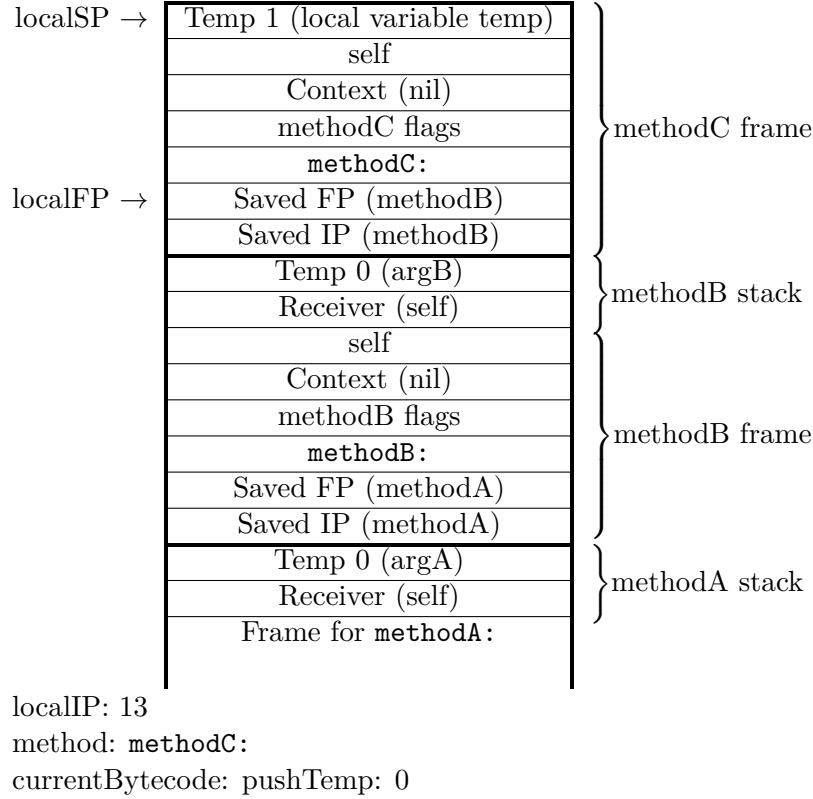 localSP → Temp 1 (local variable temp)
self
Context (nil)
methodC flags
methodC:
methodC frame
localFP → Saved FP (methodB)
Saved IP (methodB)
Temp 0 (argB)
Receiver (self)
methodB stack
self
Context (nil)
methodB flags
methodB:
Saved FP (methodA)
Saved IP (methodA)
methodB frame
Temp 0 (argA)
Receiver (self)
methodA stack
Frame for methodA:
localIP: 13
method: methodC:
currentBytecode: pushTemp: 0